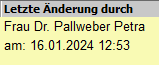 Letzte Änderung durch
Frau Dr. Pallweber Petra
am: 16.01.2024 12:53